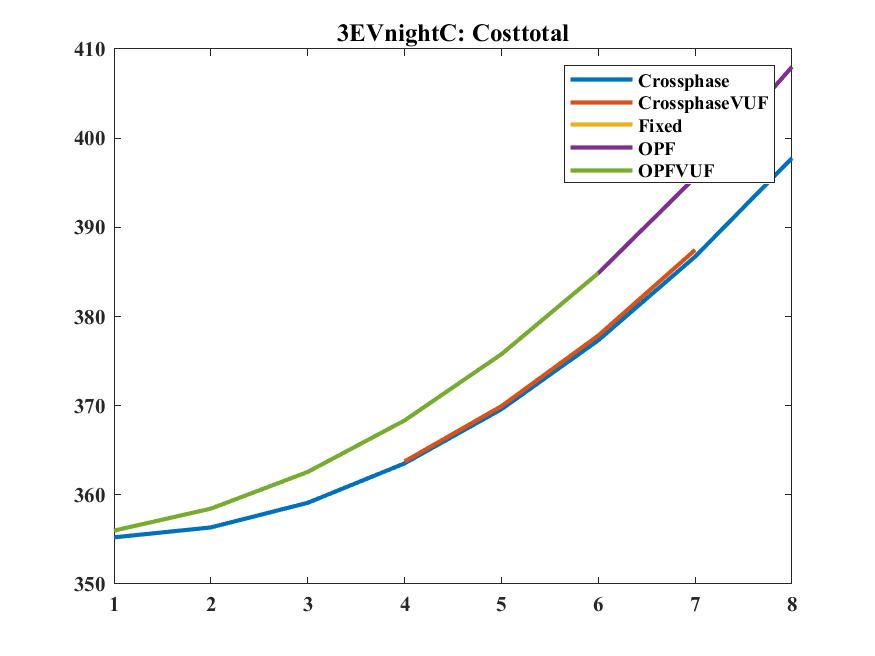 3EVnightC: Costtotal
410
400
390
380
370
360
350
Crossphase
CrossphaseVUF
Fixed
OPF
OPFVUF
1 2 3 4 5 6 7 8